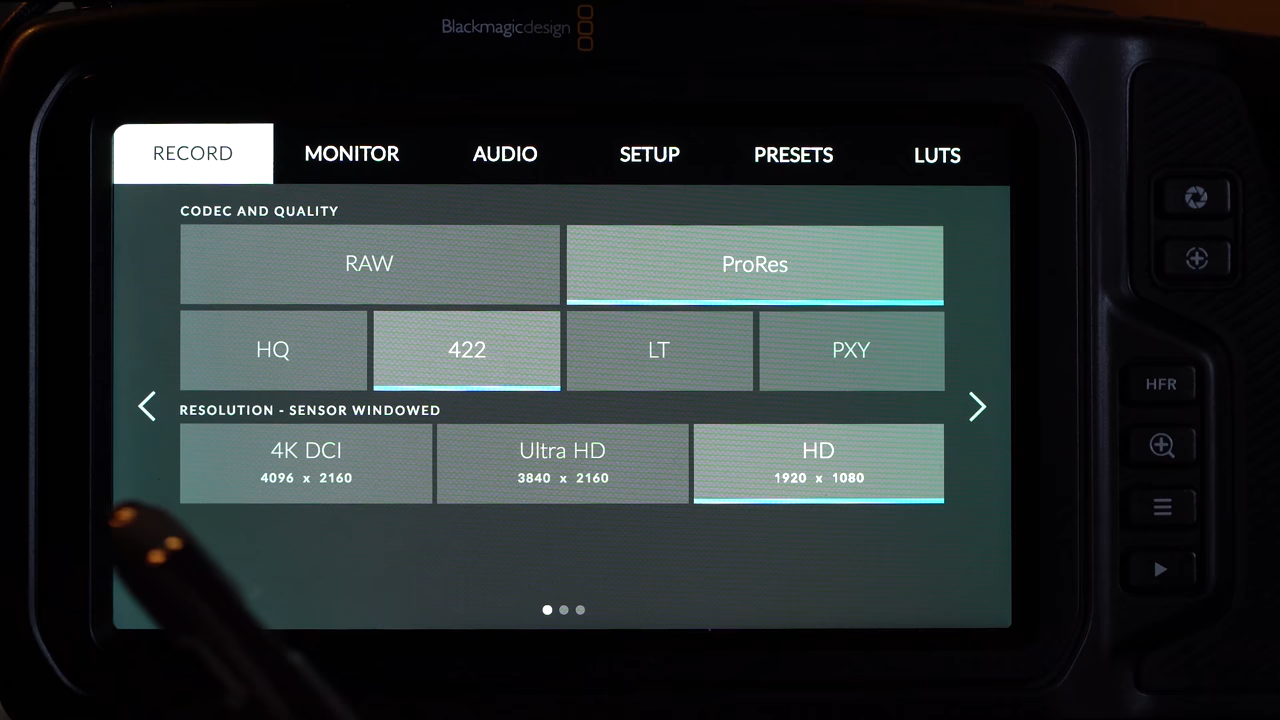 Blackmagicdesign
RECORD MONITOR AUDIO SETUP PRESETS LUTS
CODEC AND QUALITY
RAW ProRes
HQ 422 LT PXY
RESOLUTION - SENSOR WINDOWED
4K DCI Ultra HD HD
4096 x 2160 3840 x 2160 1920 x 1080
HFR